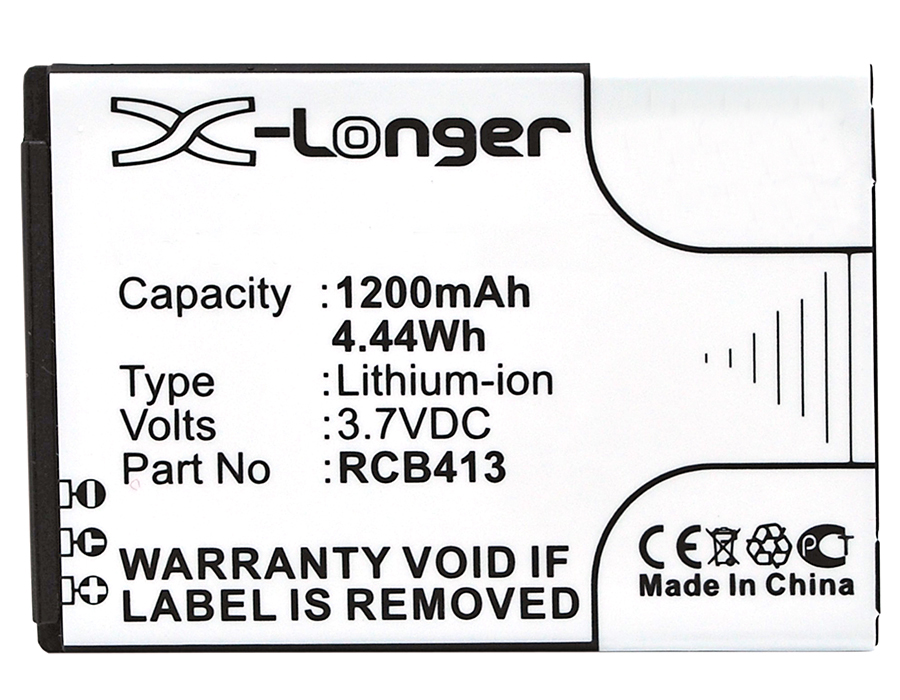 X-Longer
Capacity :1200mAh
4.44Wh
Type :Lithium-ion
Volts :3.7VDC
Part No :RCB413
WARRANTY VOID IF
LABEL IS REMOVED
CE PCT
Made In China